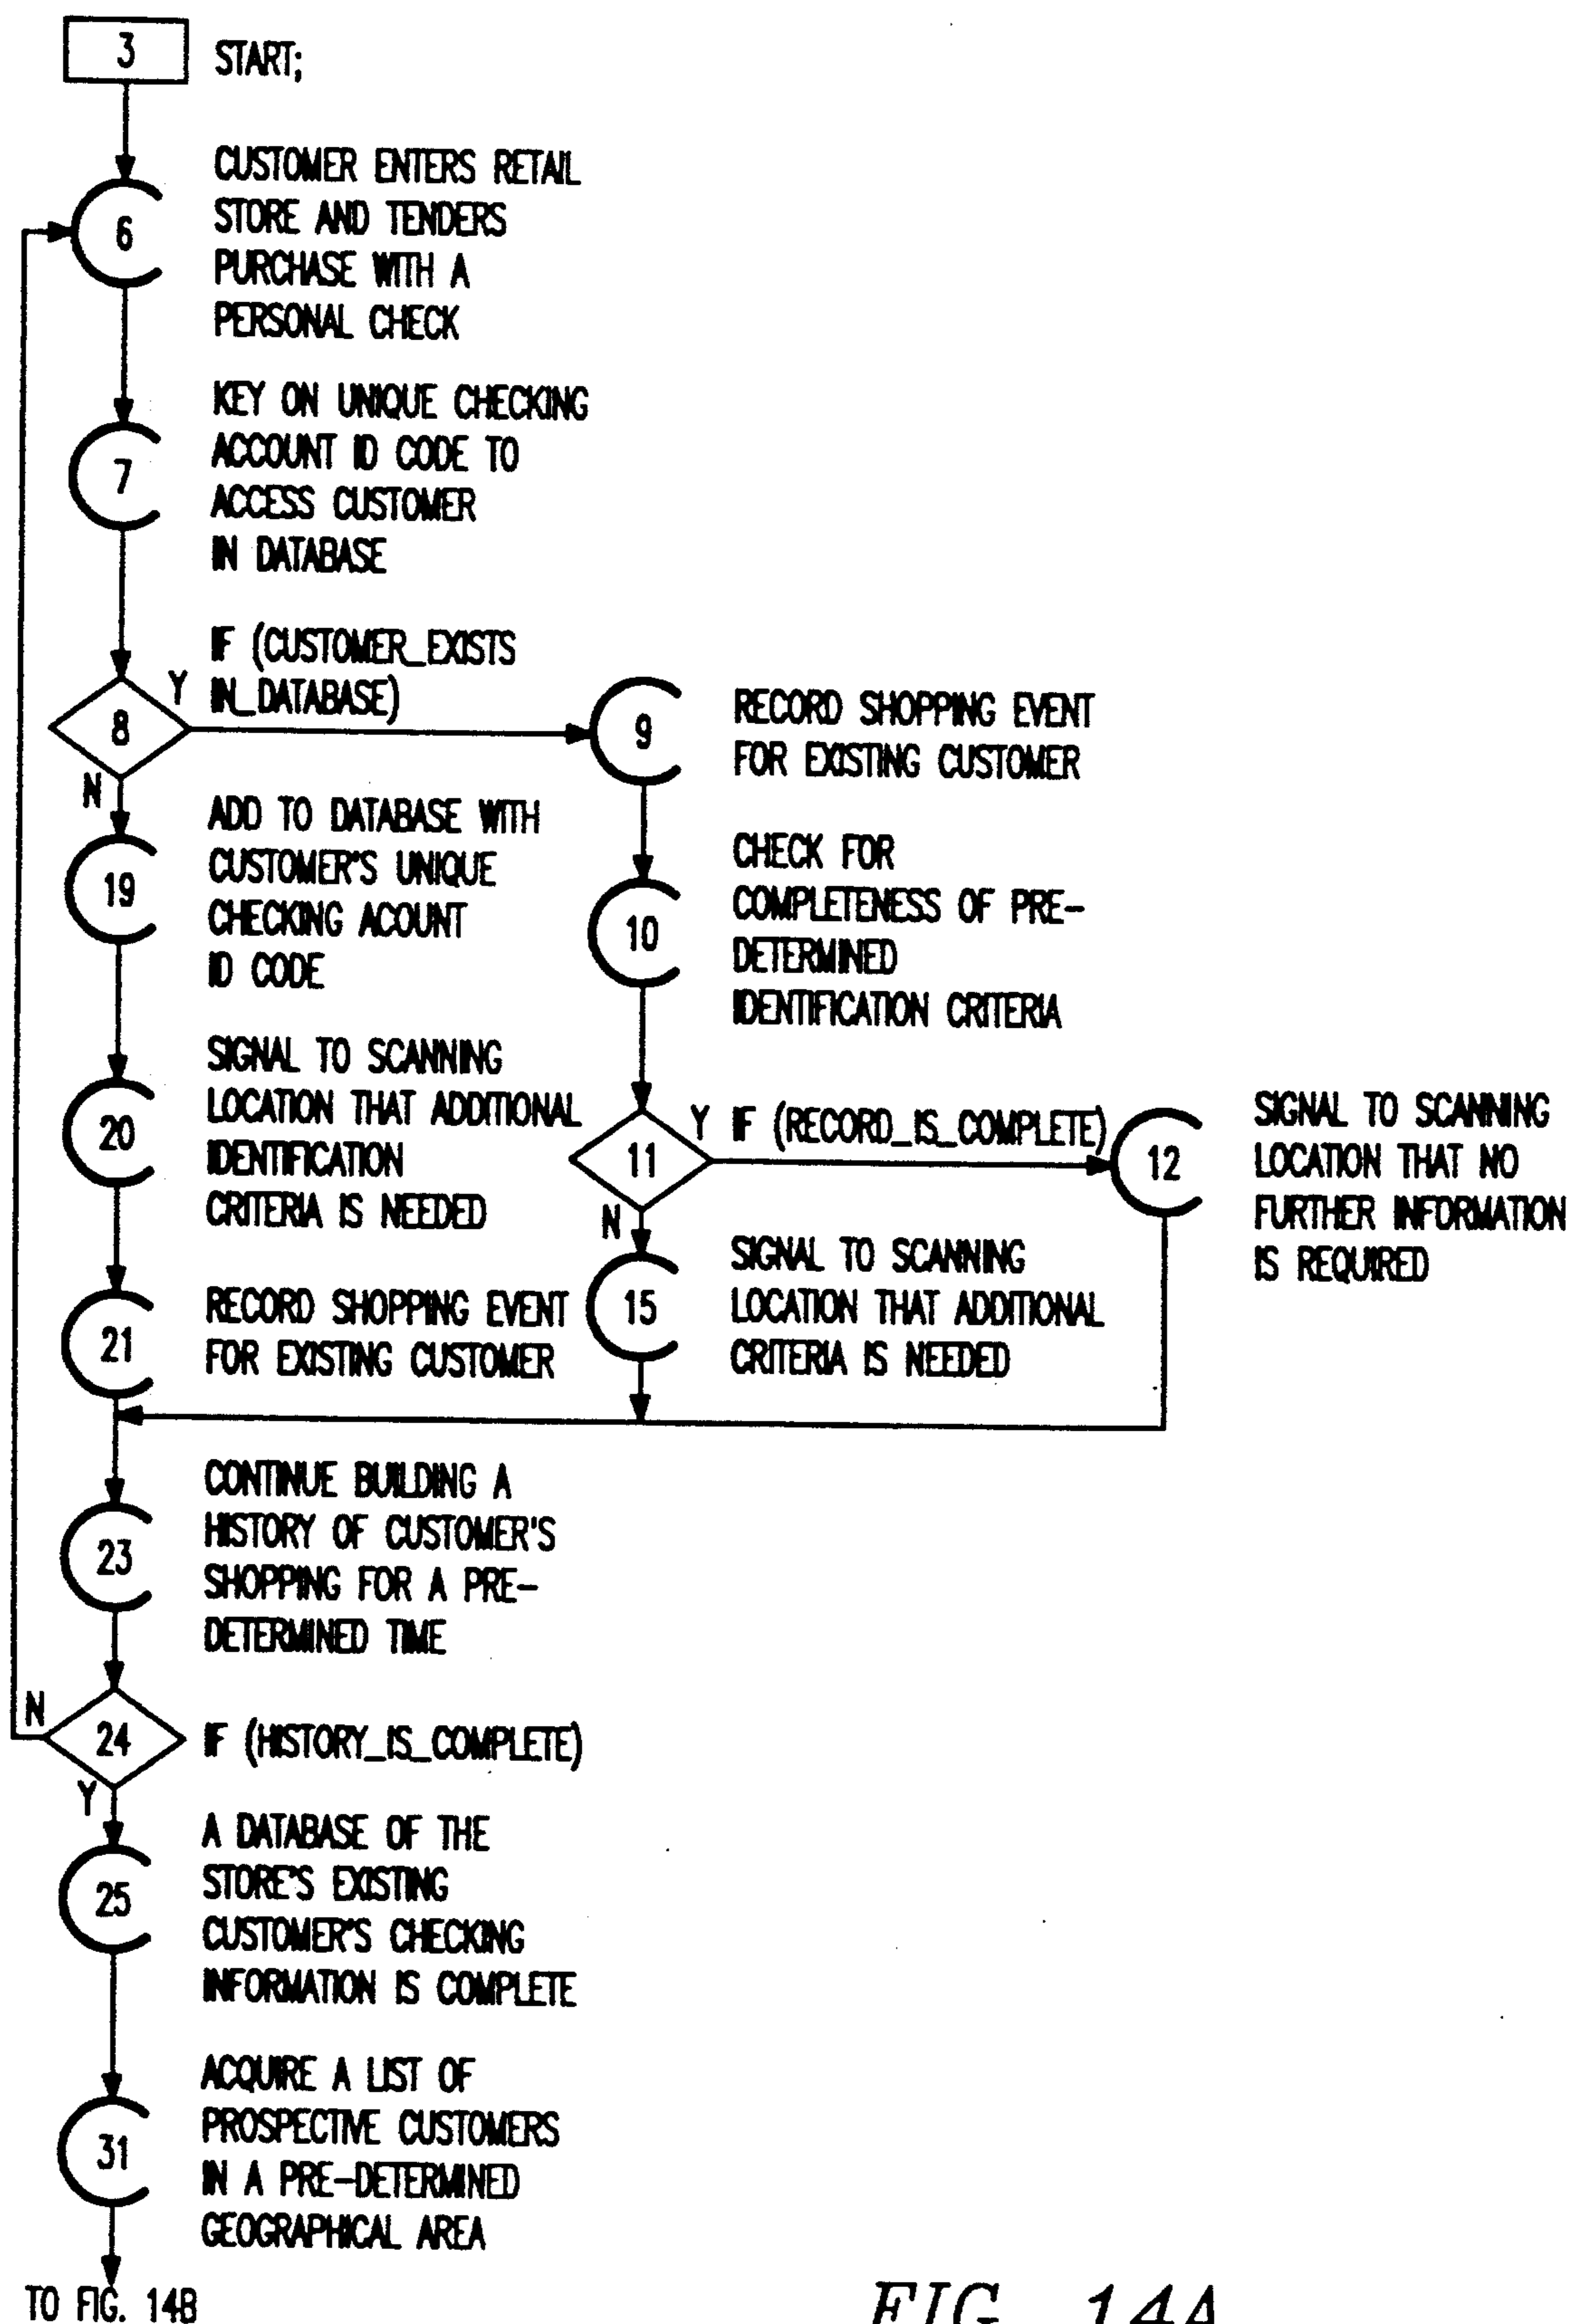 3 START;
CUSTOMER ENTERS RETAIL
STORE AND TENDERS
6
PURCHASE WITH A
PERSONAL CHECK
KEY ON UNIQUE CHECKING
ACCOUNT ID CODE TO
7
ACCESS CUSTOMER
IN DATABASE
IF (CUSTOMER_EXISTS
Y IN_DATABASE)
8
N
9
RECORD SHOPPING EVENT
FOR EXISTING CUSTOMER
ADD TO DATABASE WITH
CUSTOMER'S UNIQUE
19
CHECKING ACOUNT
ID CODE
CHECK FOR
COMPLETENESS OF PRE-
10
DETERMINED
IDENTIFICATION CRITERIA
SIGNAL TO SCANNING
LOCATION THAT ADDITIONAL
20
IDENTIFICATION
CRITERIA IS NEEDED
11
Y IF (RECORD_IS_COMPLETE)
N
12
SIGNAL TO SCANNING
LOCATION THAT NO
FURTHER INFORMATION
IS REQUIRED
21
RECORD SHOPPING EVENT
FOR EXISTING CUSTOMER
15
SIGNAL TO SCANNING
LOCATION THAT ADDITIONAL
CRITERIA IS NEEDED
CONTINUE BUILDING A
HISTORY OF CUSTOMER'S
23
SHOPPING FOR A PRE-
DETERMINED TIME
N
24 IF (HISTORY_IS_COMPLETE)
Y
A DATABASE OF THE
STORE'S EXISTING
25
CUSTOMER'S CHECKING
INFORMATION IS COMPLETE
ACQUIRE A LIST OF
PROSPECTIVE CUSTOMERS
31
IN A PRE-DETERMINED
GEOGRAPHICAL AREA
TO FIG. 14B
FIG. 14A